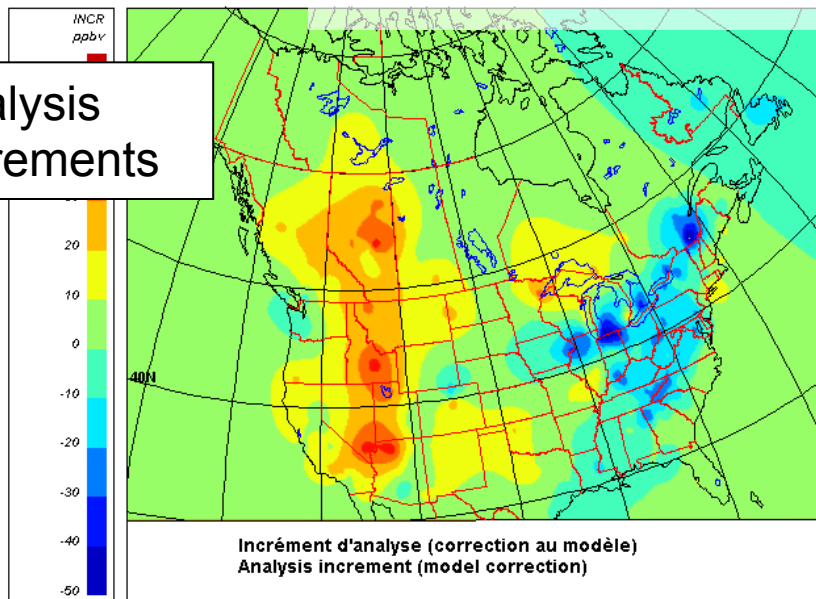 INCR
ppbv
alysis
rements
20
10
0
-10
-20
-30
-40
-50
40N
Incrément d'analyse (correction au modèle)
Analysis increment (model correction)